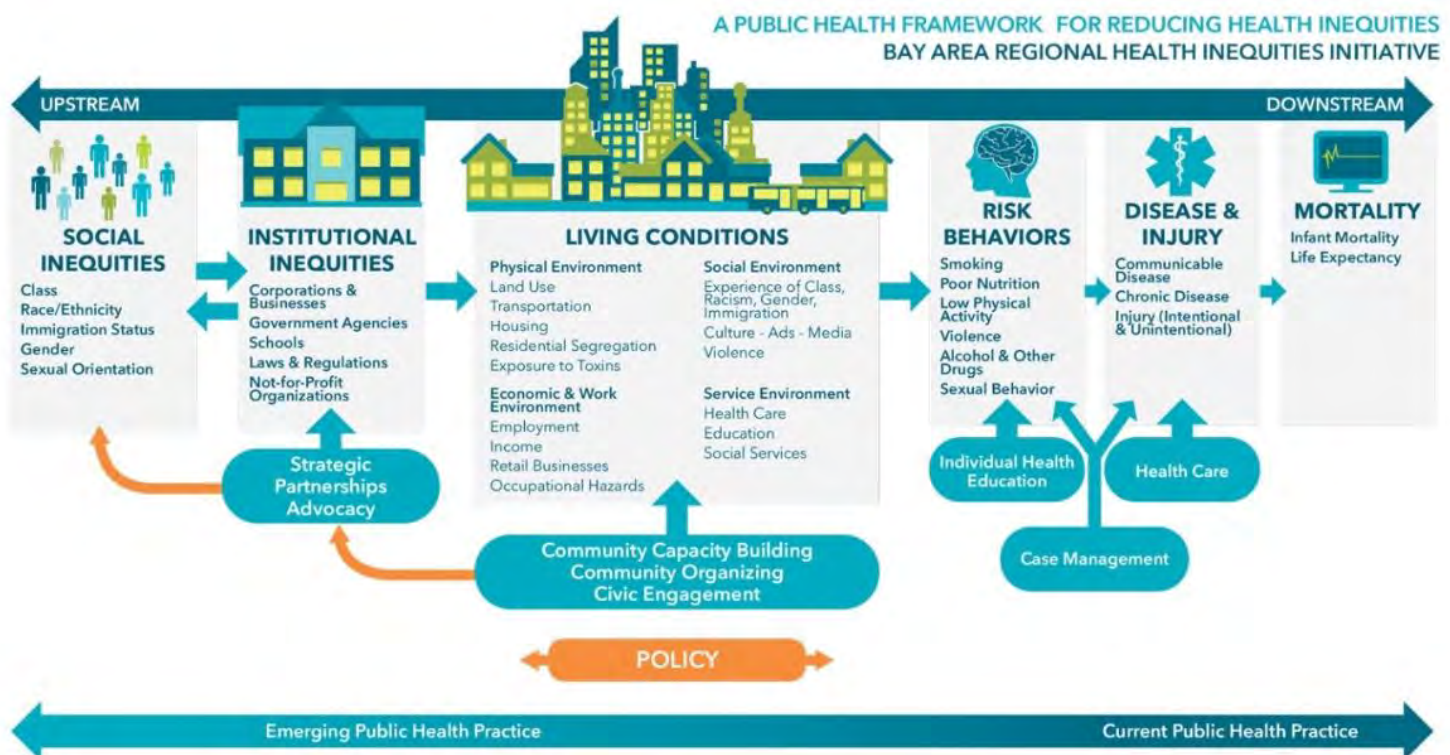 A PUBLIC HEALTH FRAMEWORK FOR REDUCING HEALTH INEQUITIES
BAY AREA REGIONAL HEALTH INEQUITIES INITIATIVE
UPSTREAM
DOWNSTREAM
SOCIAL
INEQUITIES
Class
Race/Ethnicity
Immigration Status
Gender
Sexual Orientation
INSTITUTIONAL
INEQUITIES
Corporations &
Businesses
Government Agencies
Schools
Laws & Regulations
Not-for-Profit
Organizations
LIVING CONDITIONS
Physical Environment
Land Use
Transportation
Housing
Residential Segregation
Exposure to Toxins
Economic & Work
Environment
Employment
Income
Retail Businesses
Occupational Hazards
Social Environment
Experience of Class,
Racism, Gender,
Immigration
Culture - Ads - Media
Violence
Service Environment
Health Care
Education
Social Services
RISK
BEHAVIORS
Smoking
Poor Nutrition
Low Physical
Activity
Violence
Alcohol & Other
Drugs
Sexual Behavior
DISEASE &
INJURY
Communicable
Disease
Chronic Disease
Injury (Intentional
& Unintentional)
MORTALITY
Infant Mortality
Life Expectancy
Strategic
Partnerships
Advocacy
Community Capacity Building
Community Organizing
Civic Engagement
Individual Health
Education
Health Care
Case Management
POLICY
Emerging Public Health Practice
Current Public Health Practice